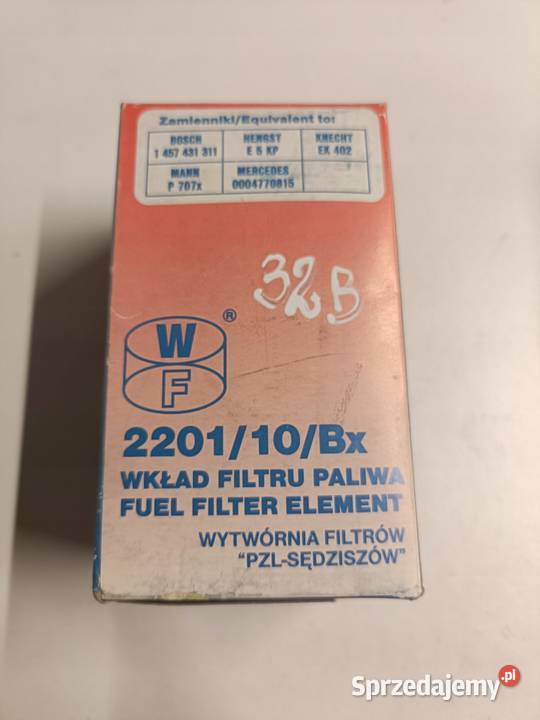 Zamienniki/Equivalent to:
BOSCH HENGST KNECHT
1 457 431 311 E 5 KP EK 402
MANN MERCEDES
P 707x 0004770815
32B
W ®
F
2201/10/Bx
WKŁAD FILTRU PALIWA
FUEL FILTER ELEMENT
WYTWÓRNIA FILTRÓW
"PZL-SĘDZISZÓW"
Sprzedajemy.pl